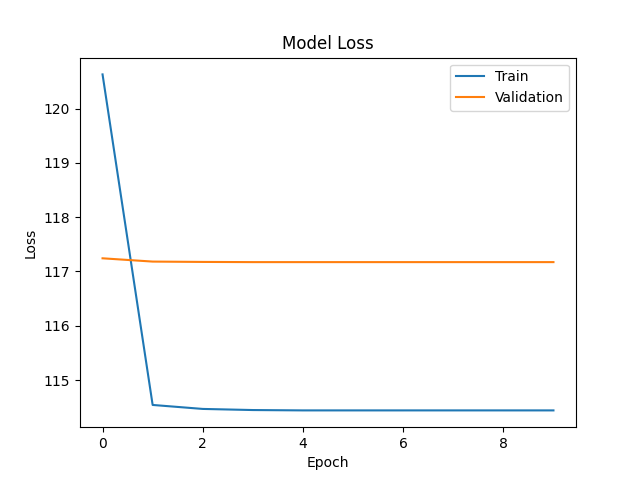 Model Loss
Train
Validation
Loss
120
119
118
117
116
115
0 2 4 6 8
Epoch